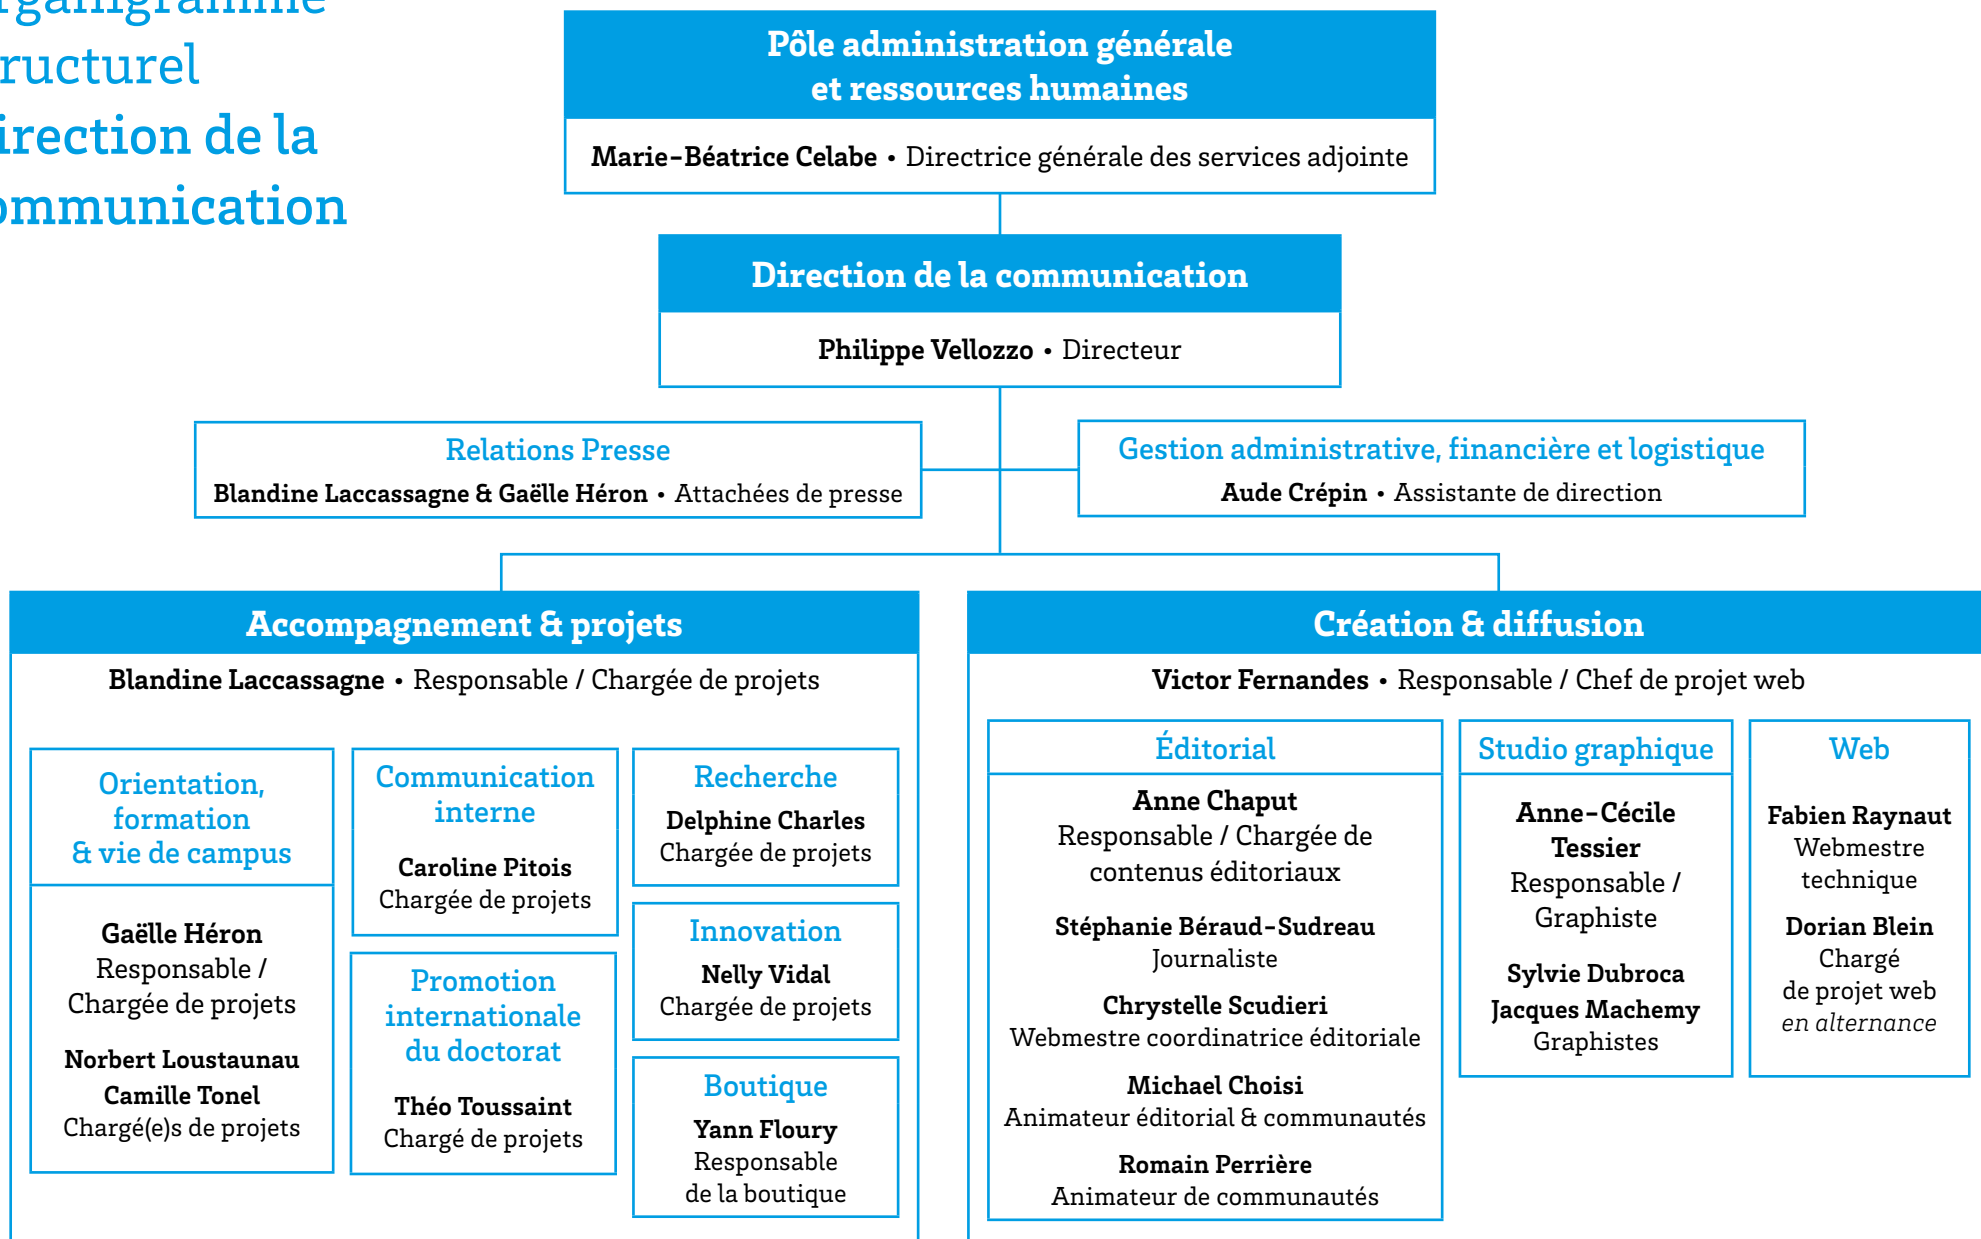 organigramme
ructurel
irection de la
ommunication
Pôle administration générale
et ressources humaines
Marie-Béatrice Celabe • Directrice générale des services adjointe
Direction de la communication
Philippe Vellozzo • Directeur
Relations Presse
Blandine Laccassagne & Gaëlle Héron • Attachées de presse
Gestion administrative, financière et logistique
Aude Crépin • Assistante de direction
Accompagnement & projets
Blandine Laccassagne • Responsable / Chargée de projets
Orientation,
formation
& vie de campus
Gaëlle Héron
Responsable /
Chargée de projets
Norbert Loustaunau
Camille Tonel
Chargé(e)s de projets
Communication
interne
Caroline Pitois
Chargée de projets
Promotion
internationale
du doctorat
Théo Toussaint
Chargé de projets
Recherche
Delphine Charles
Chargée de projets
Innovation
Nelly Vidal
Chargée de projets
Boutique
Yann Floury
Responsable
de la boutique
Création & diffusion
Victor Fernandes • Responsable / Chef de projet web
Éditorial
Anne Chaput
Responsable / Chargée de
contenus éditoriaux
Stéphanie Béraud-Sudreau
Journaliste
Chrystelle Scudieri
Webmestre coordinatrice éditoriale
Michael Choisi
Animateur éditorial & communautés
Romain Perrière
Animateur de communautés
Studio graphique
Anne-Cécile
Tessier
Responsable /
Graphiste
Sylvie Dubroca
Jacques Machemy
Graphistes
Web
Fabien Raynaut
Webmestre
technique
Dorian Blein
Chargé
de projet web
en alternance